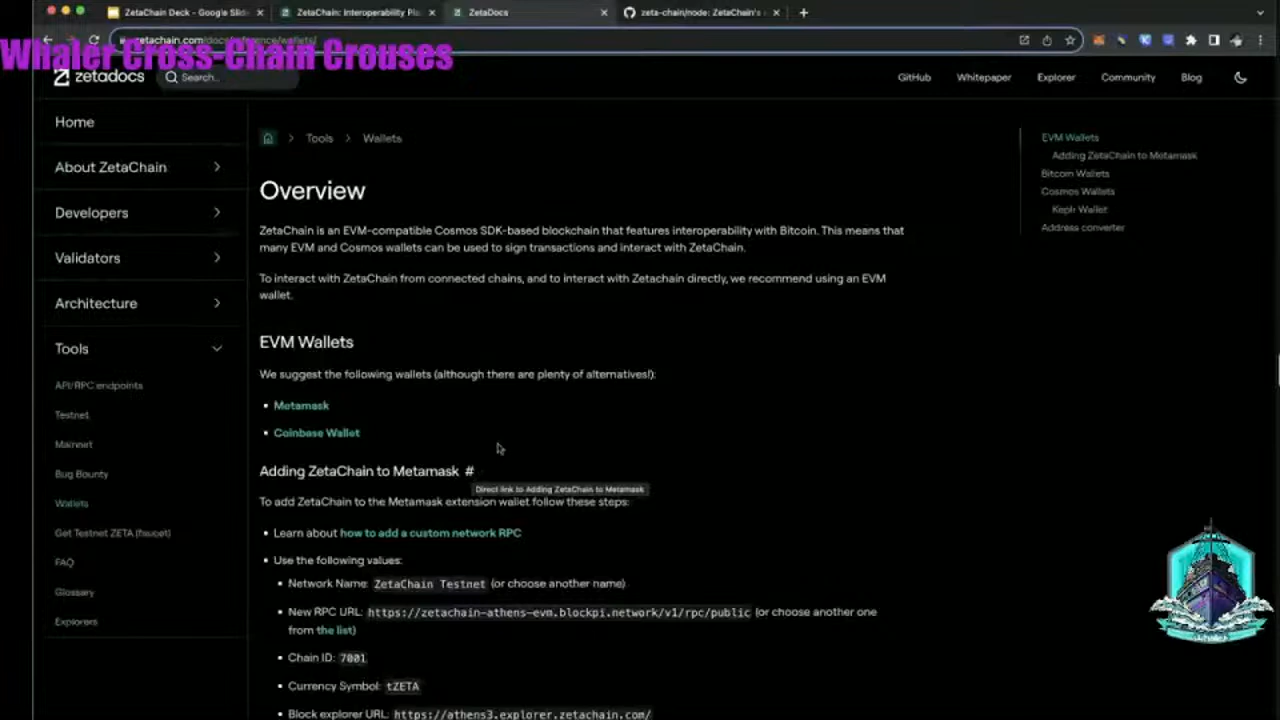 ZetaChain Deck - Google Slid
ZetaChain: Interoperability Pl
ZetaDocs
zeta-chain/node: ZetaChain's
zetachain.com/docs/reference/wallets/
Whaler Cross-Chain Crouses
zetadocs
Search..
GitHub
Whitepaper
Explorer
Community
Blog
Home
About ZetaChain
Developers
Validators
Architecture
Tools
API/RPC endpoints
Testnet
Mainnet
Bug Bounty
Wallets
Get Testnet ZETA (faucet)
FAQ
Glossary
Explorers
Tools
Wallets
Overview
ZetaChain is an EVM-compatible Cosmos SDK-based blockchain that features interoperability with Bitcoin. This means that
many EVM and Cosmos wallets can be used to sign transactions and interact with ZetaChain.
To interact with ZetaChain from connected chains, and to interact with Zetachain directly, we recommend using an EVM
wallet.
EVM Wallets
We suggest the following wallets (although there are plenty of alternatives!):
• Metamask
• Coinbase Wallet
Adding ZetaChain to Metamask #
Direct link to Adding ZetaChain to Metamask
To add ZetaChain to the Metamask extension wallet follow these steps:
• Learn about how to add a custom network RPC
• Use the following values:
• Network Name: ZetaChain Testnet (or choose another name)
• New RPC URL: https://zetachain-athens-evm.blockpi.network/v1/rpc/public (or choose another one
from the list)
• Chain ID: 7001
• Currency Symbol: tZETA
• Block explorer URL: https://athens3.explorer.zetachain.com/
EVM Wallets
Adding ZetaChain to Metamask
Bitcoin Wallets
Cosmos Wallets
Keplr Wallet
Address converter